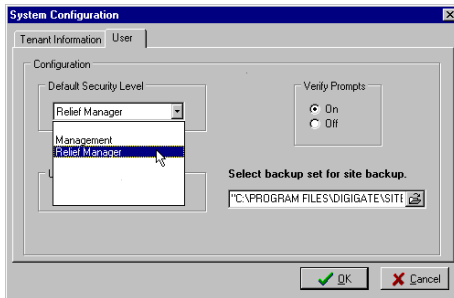 System Configuration
Tenant Information User
Configuration
Default Security Level
Relief Manager
Management
Relief Manager
Verify Prompts
On
Off
Select backup set for site backup.
"C:\PROGRAM FILES\DIGIGATE\SITE
OK Cancel